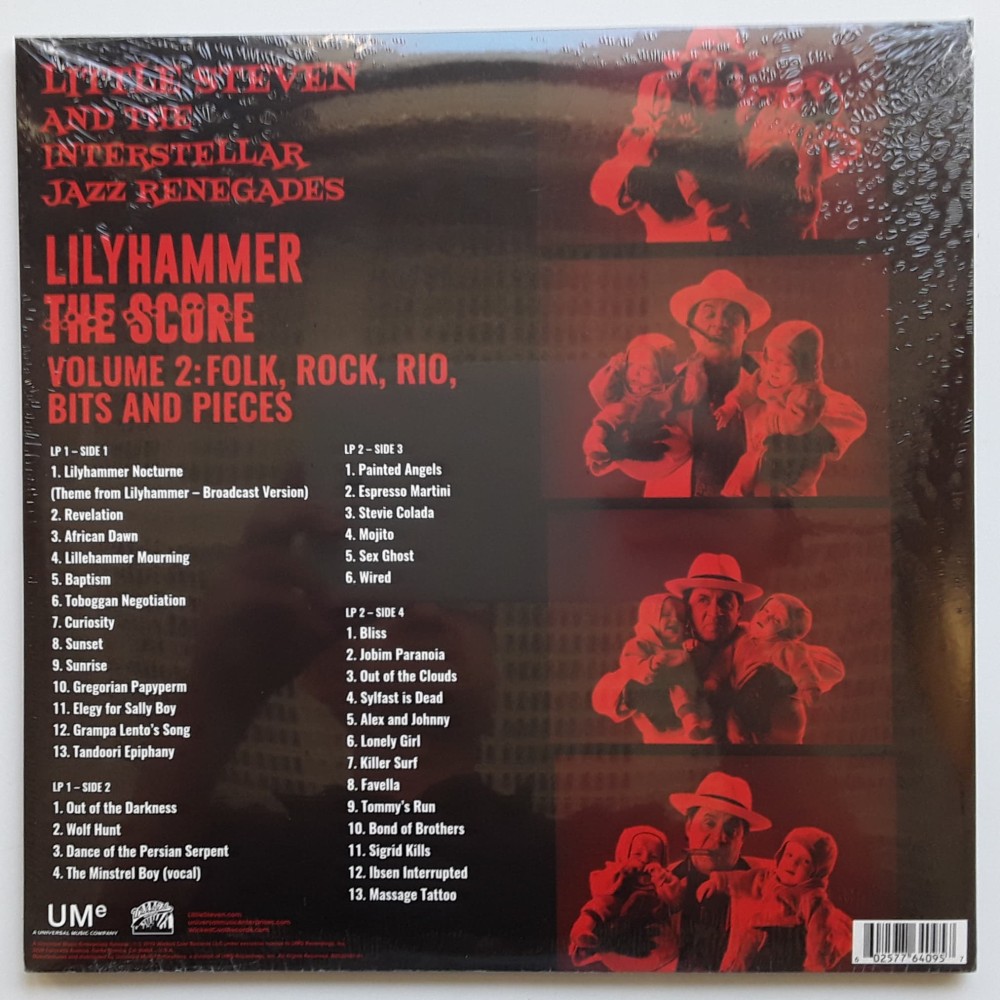 LITTLE STEVEN
AND THE
INTERSTELLAR
JAZZ RENEGADES
LILYHAMMER
THE SCORE
VOLUME 2: FOLK, ROCK, RIO,
BITS AND PIECES
LP 1 – SIDE 1
1. Lilyhammer Nocturne
(Theme from Lilyhammer – Broadcast Version)
2. Revelation
3. African Dawn
4. Lillehammer Mourning
5. Baptism
6. Toboggan Negotiation
7. Curiosity
8. Sunset
9. Sunrise
10. Gregorian Papyperm
11. Elegy for Sally Boy
12. Grampa Lento's Song
13. Tandoori Epiphany
LP 1 – SIDE 2
1. Out of the Darkness
2. Wolf Hunt
3. Dance of the Persian Serpent
4. The Minstrel Boy (vocal)
LP 2 – SIDE 3
1. Painted Angels
2. Espresso Martini
3. Stevie Colada
4. Mojito
5. Sex Ghost
6. Wired
LP 2 – SIDE 4
1. Bliss
2. Jobim Paranoia
3. Out of the Clouds
4. Sylfast is Dead
5. Alex and Johnny
6. Lonely Girl
7. Killer Surf
8. Favella
9. Tommy's Run
10. Bond of Brothers
11. Sigrid Kills
12. Ibsen Interrupted
13. Massage Tattoo
UMe
A UNIVERSAL MUSIC COMPANY
LittleSteven.com
universalmusicenterprises.com
WickedCoolRecords.com
6 02577 64095 7